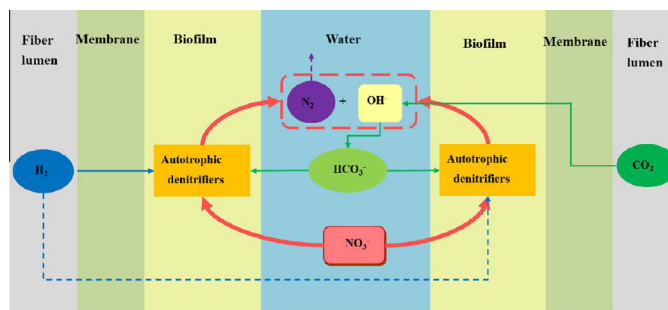 Fiber
lumen
Membrane
Biofilm
Water
Biofilm
Membrane
Fiber
lumen
N₂
+
OH⁻
H₂
Autotrophic
denitrifiers
HCO₃⁻
Autotrophic
denitrifiers
CO₂
NO₃⁻